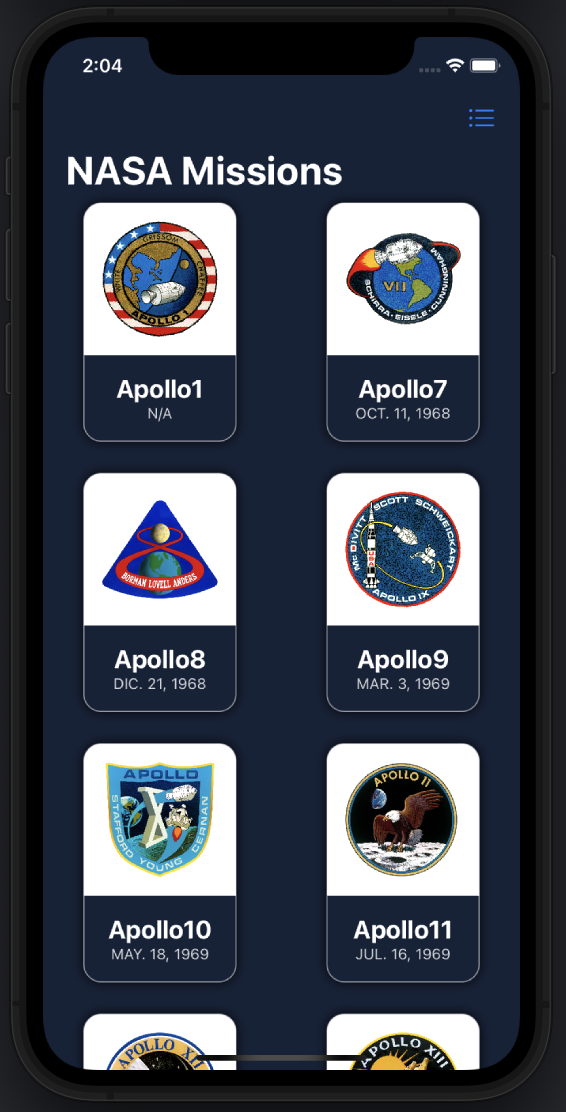 2:04
NASA Missions
GRISSOM
WHITE
CHAFFEE
APOLLO 1
Apollo1
N/A
VII
SCHIRRA • EISELE • CUNNINGHAM
Apollo7
OCT. 11, 1968
BORMAN LOVELL ANDERS
Apollo8
DIC. 21, 1968
McDIVITT SCOTT SCHWEICKART
APOLLO IX
Apollo9
MAR. 3, 1969
APOLLO
X
STAFFORD YOUNG CERNAN
Apollo10
MAY. 18, 1969
APOLLO 11
Apollo11
JUL. 16, 1969
APOLLO XII
APOLLO XIII